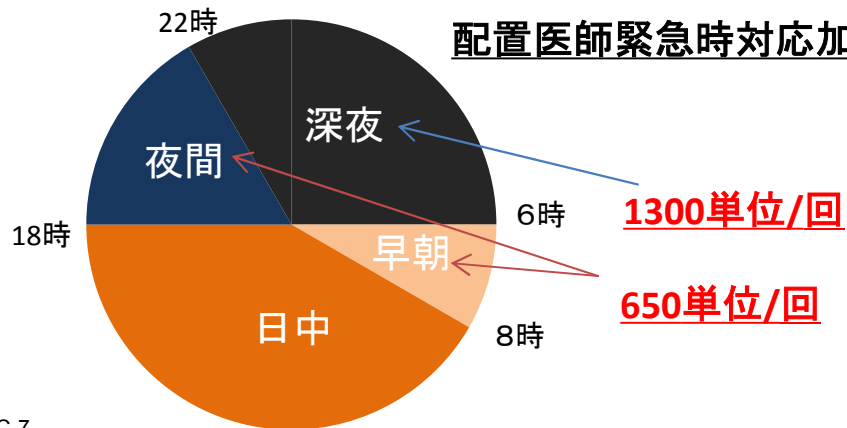 22時
配置医師緊急時対応加
深夜
夜間
6時
1300単位/回
18時
早朝
650単位/回
日中
8時